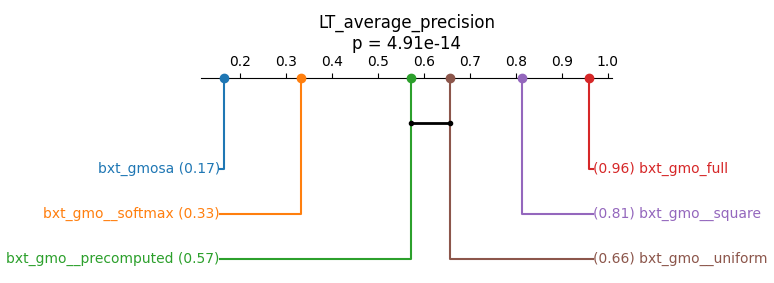 LT_average_precision
p = 4.91e-14
0.2 0.3 0.4 0.5 0.6 0.7 0.8 0.9 1.0
bxt_gmosa (0.17) (0.96) bxt_gmo_full
bxt_gmo__softmax (0.33) (0.81) bxt_gmo__square
bxt_gmo__precomputed (0.57) (0.66) bxt_gmo__uniform